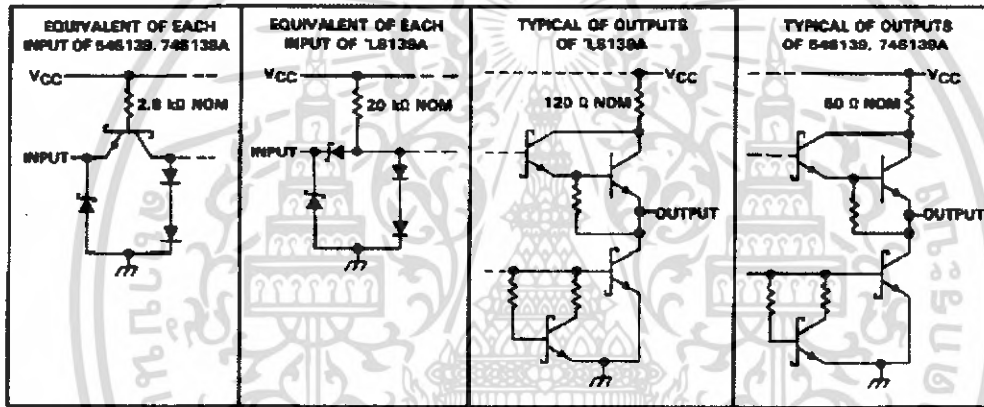 EQUIVALENT OF EACH
INPUT OF 54S139, 74S139A
VCC
2.8 kΩ NOM
INPUT
EQUIVALENT OF EACH
INPUT OF 'LS139A
VCC
20 kΩ NOM
INPUT
TYPICAL OF OUTPUTS
OF 'LS139A
VCC
120 Ω NOM
OUTPUT
TYPICAL OF OUTPUTS
OF 54S139, 74S139A
VCC
50 Ω NOM
OUTPUT